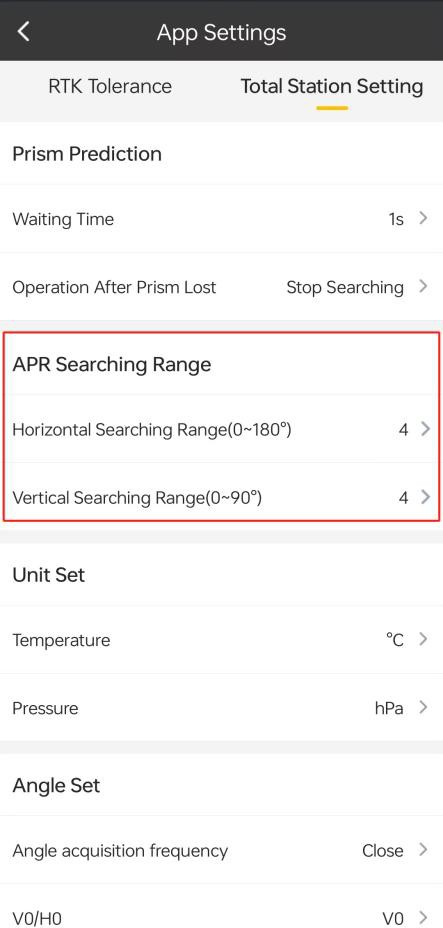 App Settings
RTK Tolerance Total Station Setting
Prism Prediction
Waiting Time 1s
Operation After Prism Lost Stop Searching
APR Searching Range
Horizontal Searching Range(0~180°) 4
Vertical Searching Range(0~90°) 4
Unit Set
Temperature °C
Pressure hPa
Angle Set
Angle acquisition frequency Close
V0/H0 V0